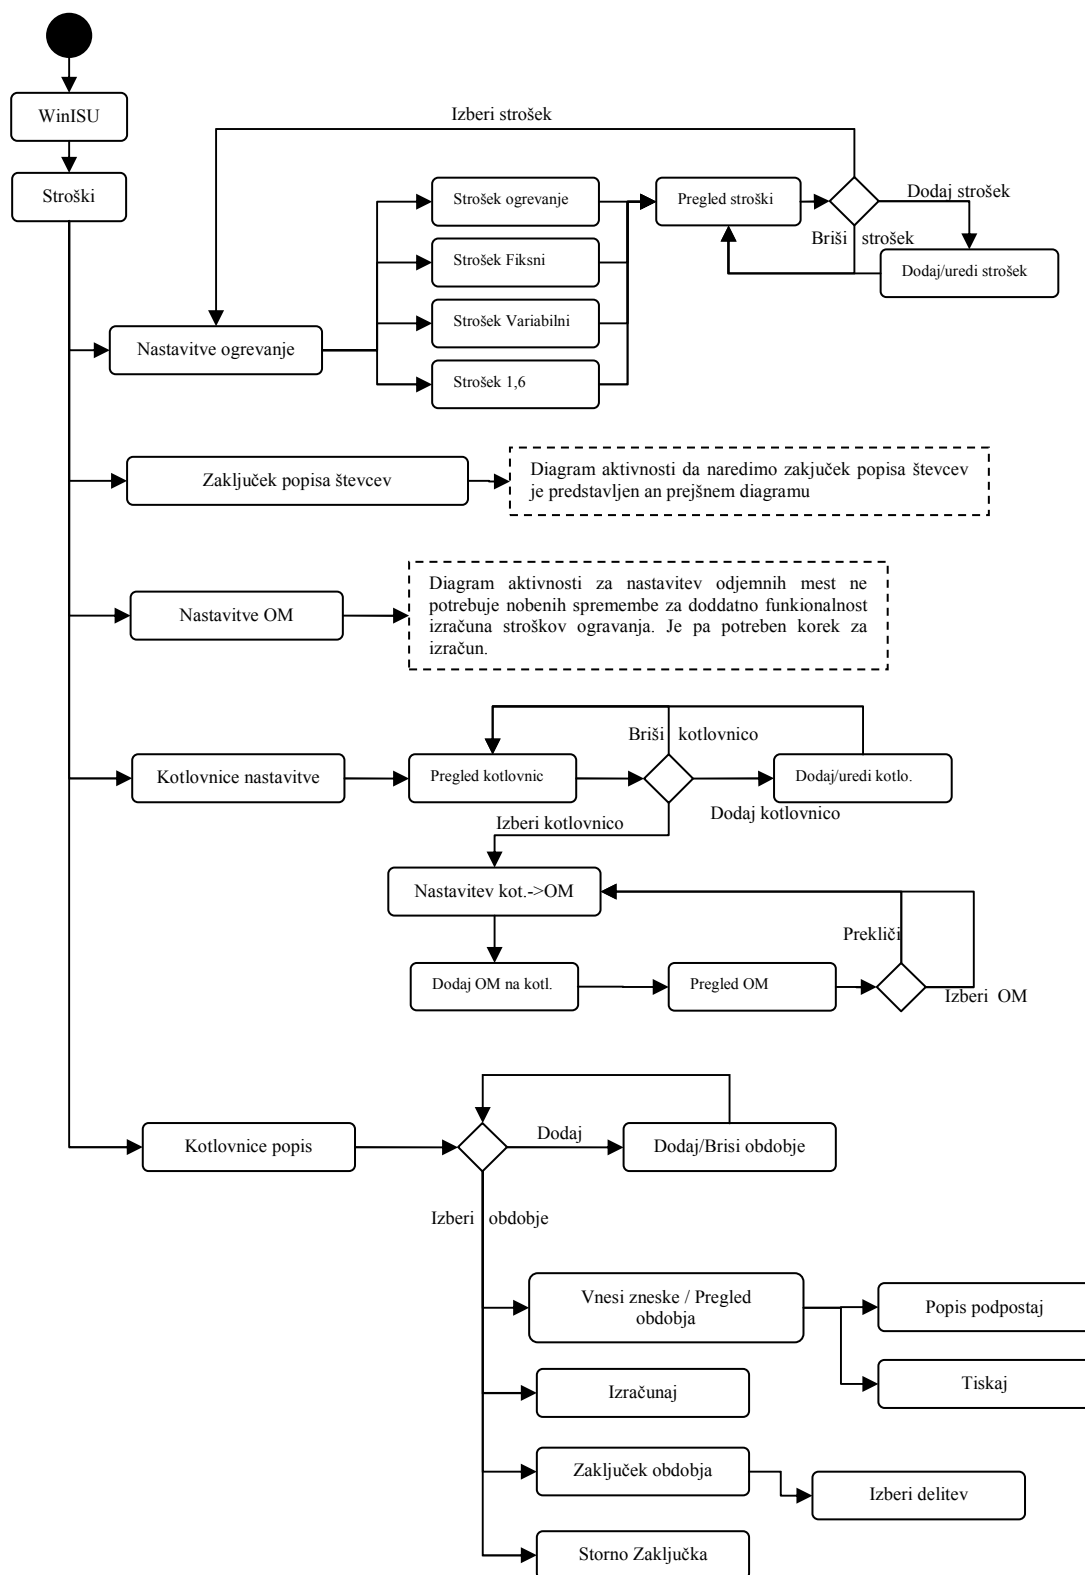 WinISU
Izberi strošek
Stroški
Strošek ogrevanje
Pregled stroški
Dodaj strošek
Briši strošek
Strošek Fiksni
Dodaj/uredi strošek
Strošek Variabilni
Nastavitve ogrevanje
Strošek 1,6
Zaključek popisa števcev
Diagram aktivnosti da naredimo zakjuček popisa števcev
je predstavljen an prejšnem diagramu
Diagram aktivnosti za nastavitev odjemnih mest ne
potrebuje nobenih spremembe za doddatno funkionalnost
izračuna stroškov ogravanja. Je pa potreben korek za
izračun.
Nastavitve OM
Briši kotlovnico
Kotlovnice nastavitve
Pregled kotlovnic
Dodaj/uredi kotlo.
Izberi kotlovnico
Dodaj kotlovnico
Nastavitev kot.->OM
Prekliči
Dodaj OM na kotl.
Pregled OM
Izberi OM
Kotlovnice popis
Dodaj
Dodaj/Brisi obdobje
Izberi obdobje
Vnesi zneske / Pregled
obdobja
Popis podpostaj
Izračunaj
Tiskaj
Zaključek obdobja
Izberi delitev
Storno Zaključka